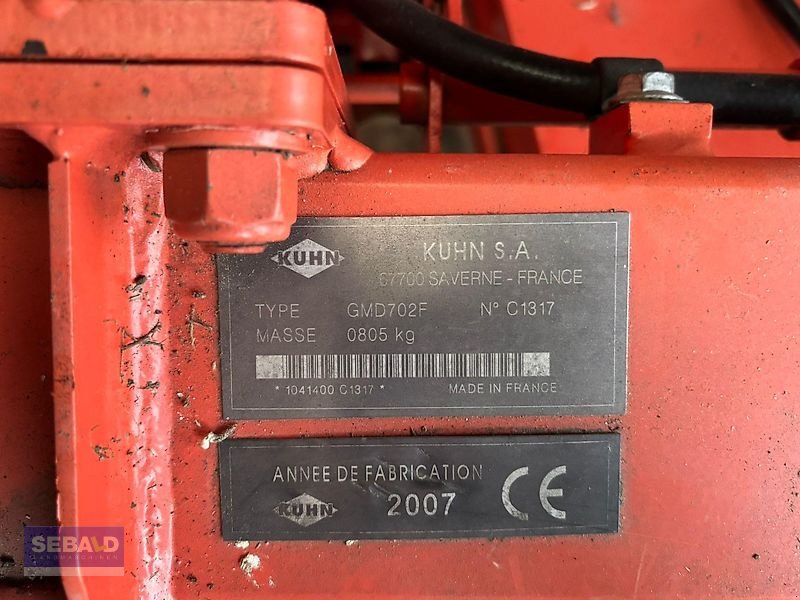 KUHN
KUHN S.A.
67700 SAVERNE - FRANCE
TYPE GMD702F N° C1317
MASSE 0805 kg
* 1041400 C1317 * MADE IN FRANCE
ANNEE DE FABRICATION
KUHN 2007 CE
SEBALD
LANDMASCHINEN